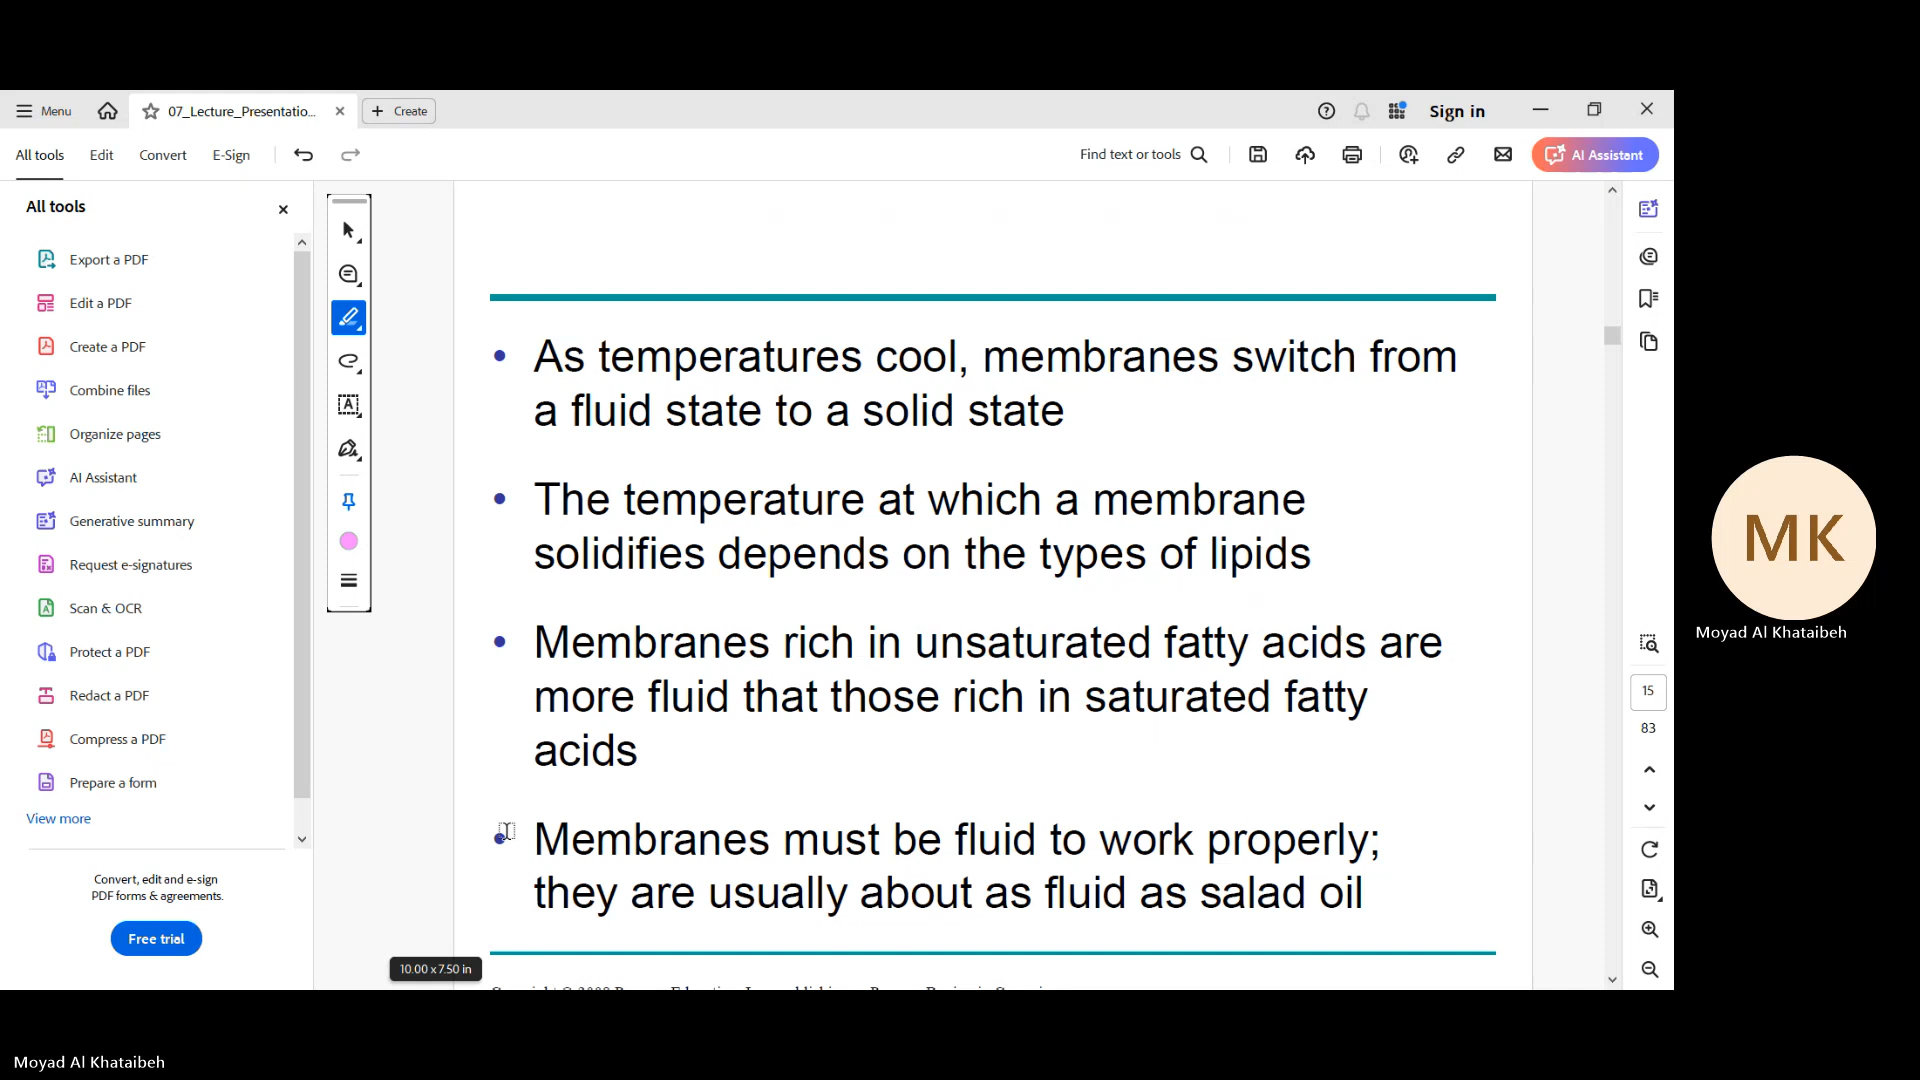 Menu
07_Lecture_Presentatio...
Create
Sign in
All tools
Edit
Convert
E-Sign
Find text or tools
AI Assistant
All tools
Export a PDF
Edit a PDF
Create a PDF
Combine files
Organize pages
AI Assistant
Generative summary
Request e-signatures
Scan & OCR
Protect a PDF
Redact a PDF
Compress a PDF
Prepare a form
View more
Convert, edit and e-sign
PDF forms & agreements.
Free trial
• As temperatures cool, membranes switch from
a fluid state to a solid state
• The temperature at which a membrane
solidifies depends on the types of lipids
• Membranes rich in unsaturated fatty acids are
more fluid that those rich in saturated fatty
acids
• Membranes must be fluid to work properly;
they are usually about as fluid as salad oil
10.00 x 7.50 in
15
83
MK
Moyad Al Khataibeh
Moyad Al Khataibeh